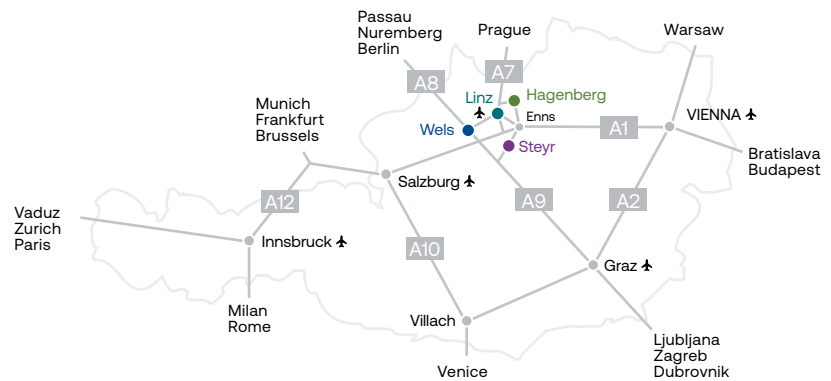 Passau
Nuremberg
Berlin
Prague
Warsaw
A7
A8
Linz
Hagenberg
Munich
Frankfurt
Brussels
Enns
VIENNA
Wels
A1
Steyr
Bratislava
Budapest
Salzburg
A12
A9
A2
Vaduz
Zurich
Paris
Innsbruck
A10
Graz
Milan
Rome
Villach
Ljubljana
Zagreb
Dubrovnik
Venice